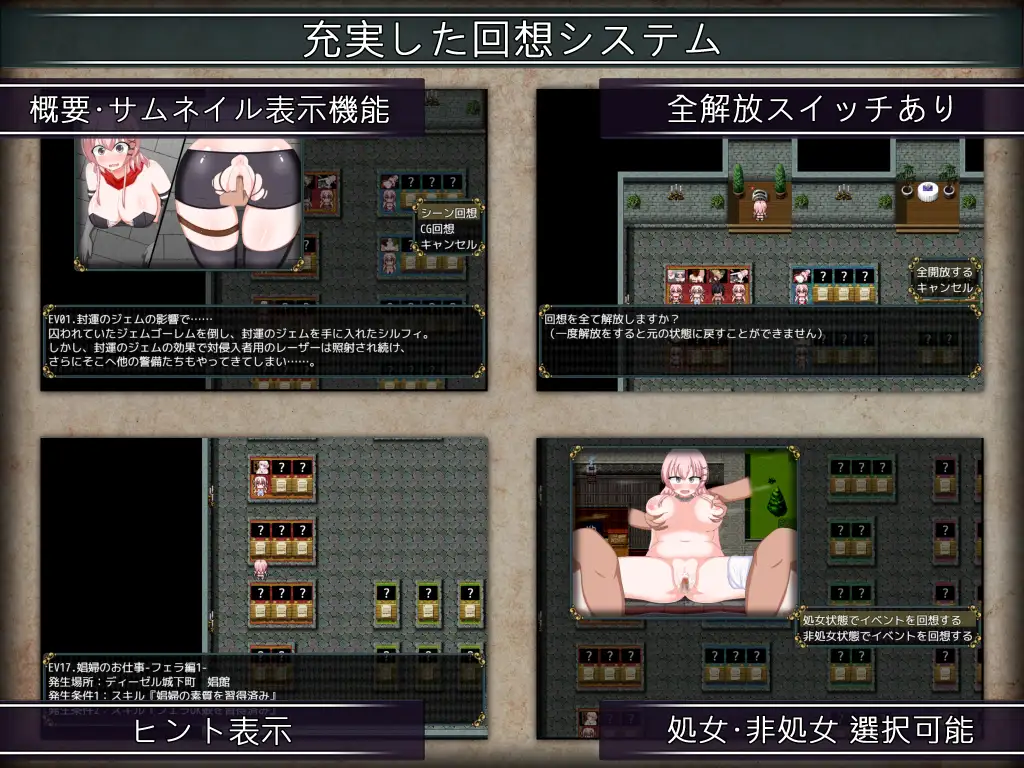 充実した回想システム
概要·サムネイル表示機能
全解放スイッチあり
? ? ?
シーン回想
CG回想
キャンセル
EV01.封運のジェムの影響で……
囚われていたジェムゴーレムを倒し、封運のジェムを手に入れたシルフィ。
しかし、封運のジェムの効果で対侵入者用のレーザーは照射され続け、
さらにそこへ他の警備たちもやってきてしまい……。
? ? ?
全開放する
キャンセル
回想を全て解放しますか？
（一度解放をすると元の状態に戻すことができません）
? ?
? ? ?
? ? ?
? ? ?
EV17.娼婦のお仕事-フェラ編1-
発生場所：ディーゼル城下町　娼館
発生条件1：スキル『娼婦の素質を習得済み』
? ? ? ?
? ? ?
? ? ?
処女状態でイベントを回想する
非処女状態でイベントを回想する
? ? ? ? ? ? ? ? ?
ヒント表示
処女·非処女 選択可能